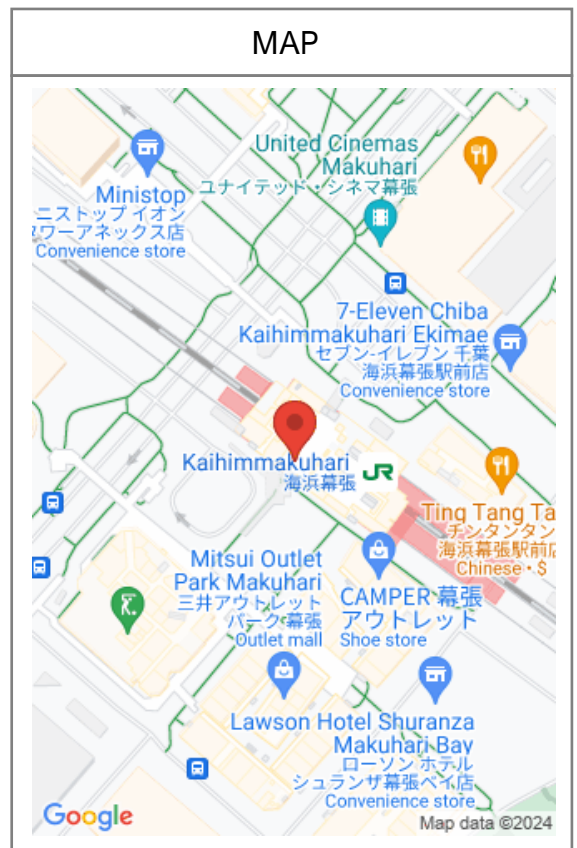 MAP
United Cinemas
Makuhari
ユナイテッド・シネマ幕張
Ministop
ニストップ イオン
タワーアネックス店
Convenience store
7-Eleven Chiba
Kaihimmakuhari Ekimae
セブン-イレブン 千葉
海浜幕張駅前店
Convenience store
Kaihimmakuhari
海浜幕張
JR
Ting Tang Ta
チンタンタン
海浜幕張駅前店
Chinese・$
Mitsui Outlet
Park Makuhari
三井アウトレット
パーク 幕張
Outlet mall
CAMPER 幕張
アウトレット
Shoe store
Lawson Hotel Shuranza
Makuhari Bay
ローソン ホテル
シュランザ幕張ベイ店
Convenience store
Google
Map data ©2024